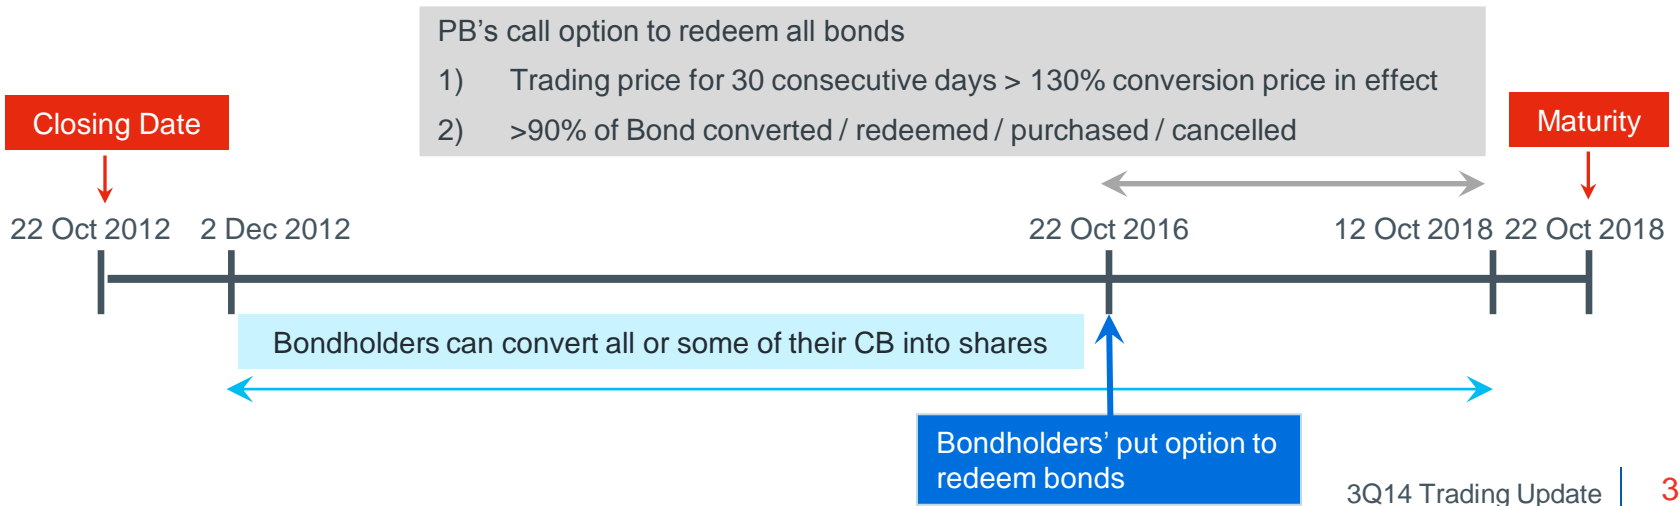 PB’s call option to redeem all bonds
1) Trading price for 30 consecutive days > 130% conversion price in effect
2) >90% of Bond converted / redeemed / purchased / cancelled
Closing Date
Maturity
22 Oct 2012
2 Dec 2012
22 Oct 2016
12 Oct 2018
22 Oct 2018
Bondholders can convert all or some of their CB into shares
Bondholders’ put option to
redeem bonds
3Q14 Trading Update
3